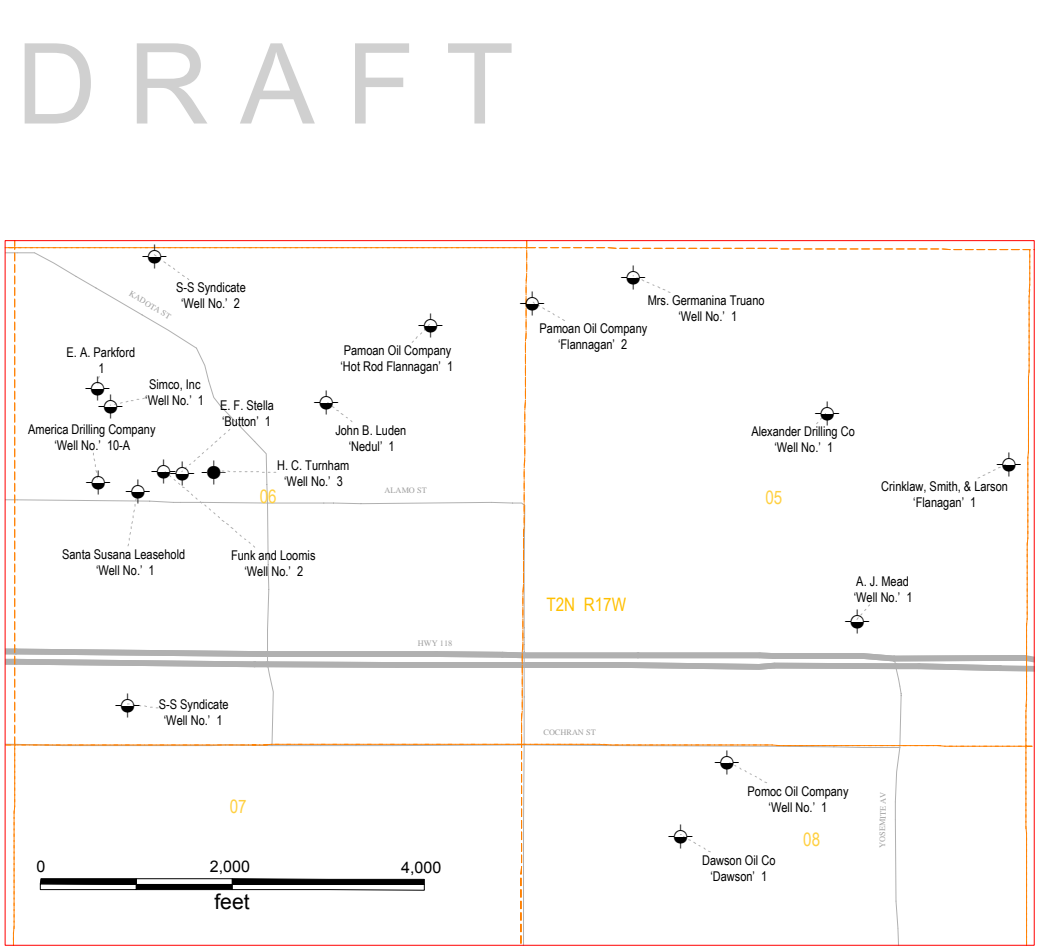 DRAFT
S-S Syndicate
'Well No.' 2
KADOTA ST
Mrs. Germanina Truano
'Well No.' 1
Pamoan Oil Company
'Flannagan' 2
Pamoan Oil Company
'Hot Rod Flannagan' 1
E. A. Parkford
1
Simco, Inc
'Well No.' 1
E. F. Stella
'Button' 1
America Drilling Company
'Well No.' 10-A
John B. Luden
'Nedul' 1
Alexander Drilling Co
'Well No.' 1
H. C. Turnham
'Well No.' 3
Crinklaw, Smith, & Larson
'Flanagan' 1
ALAMO ST
06
05
Santa Susana Leasehold
'Well No.' 1
Funk and Loomis
'Well No.' 2
A. J. Mead
'Well No.' 1
T2N R17W
HWY 118
S-S Syndicate
'Well No.' 1
COCHRAN ST
Pomoc Oil Company
'Well No.' 1
07
08
YOSEMITE AV
Dawson Oil Co
'Dawson' 1
0 2,000 4,000
feet